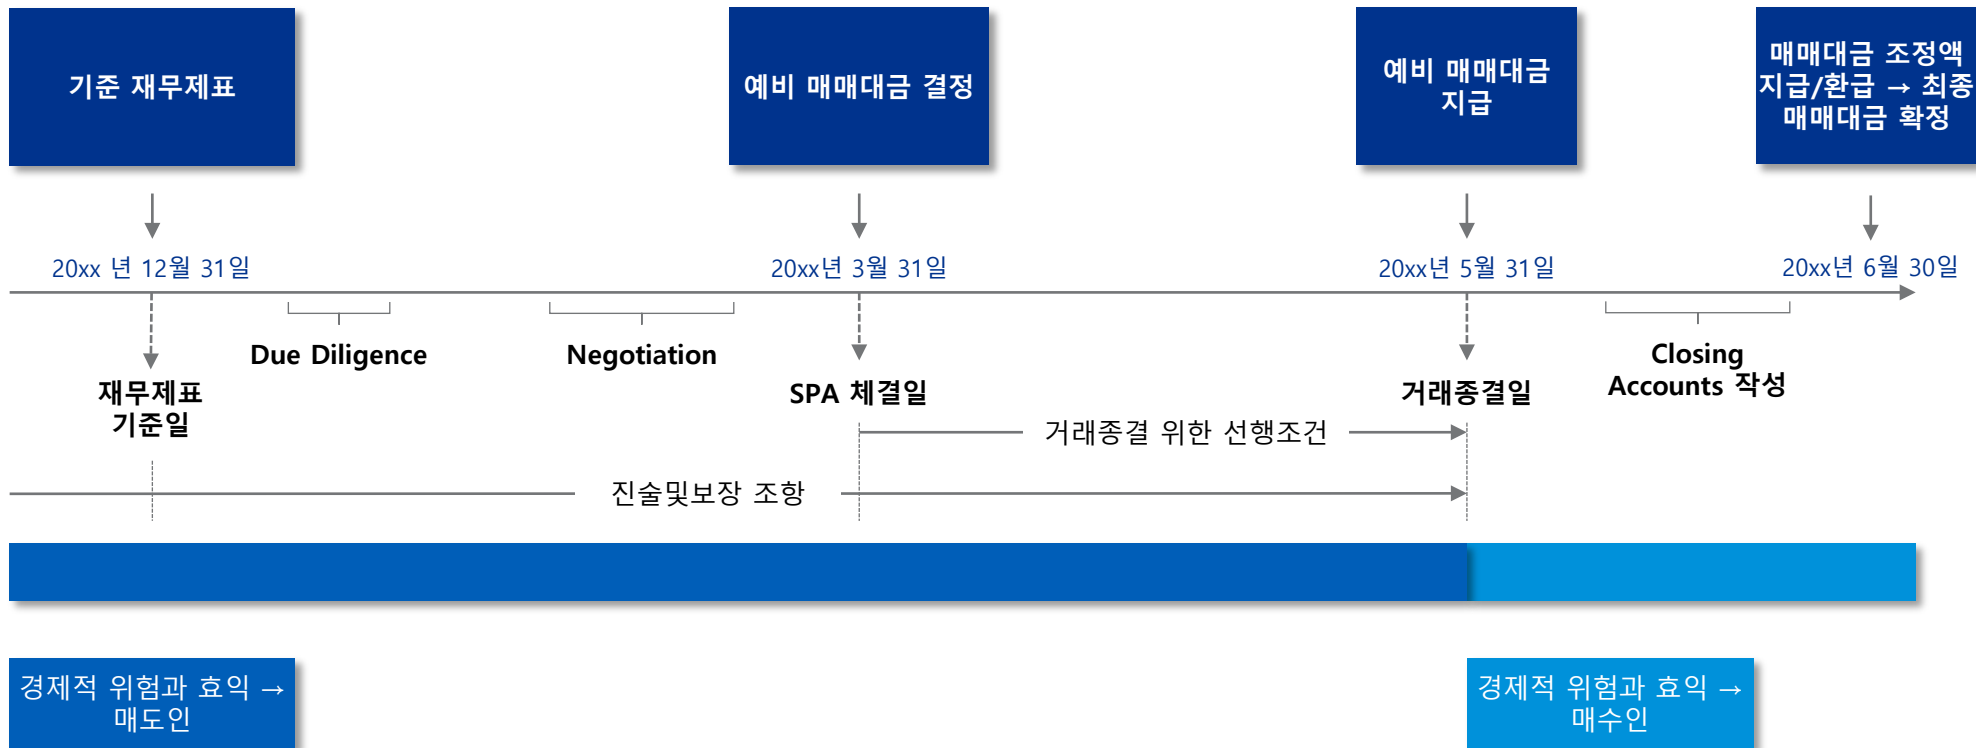 기준 재무제표
예비 매매대금 결정
예비 매매대금
지급
매매대금 조정액
지급/환급 → 최종
매매대금 확정
20xx 년 12월 31일
20xx년 3월 31일
20xx년 5월 31일
20xx년 6월 30일
Due Diligence
Negotiation
Closing
Accounts 작성
재무제표
기준일
SPA 체결일
거래종결일
거래종결 위한 선행조건
진술및보장 조항
경제적 위험과 효익 →
매도인
경제적 위험과 효익 →
매수인